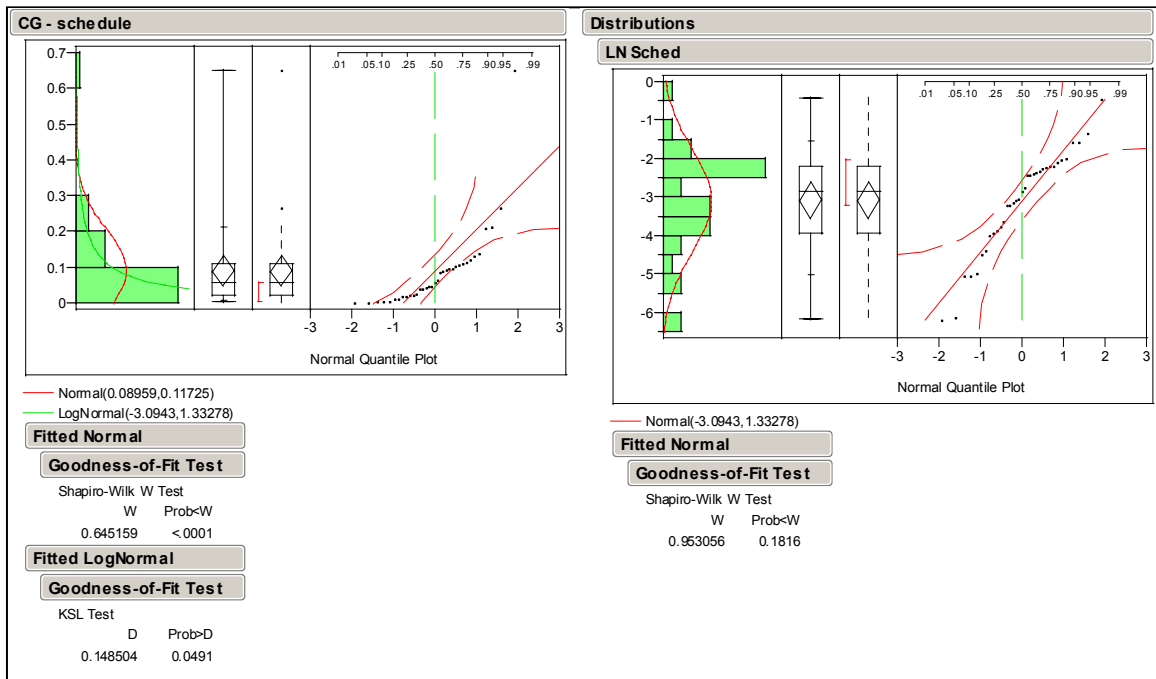 CG - schedule
0.7
0.6
0.5
0.4
0.3
0.2
0.1
0
.01 .05 .10 .25 .50 .75 .90 .95 .99
-3 -2 -1 0 1 2 3
Normal Quantile Plot
Normal(0.08959,0.11725)
LogNormal(-3.0943,1.33278)
Fitted Normal
Goodness-of-Fit Test
Shapiro-Wilk W Test
W Prob<W
0.645159 <.0001
Fitted LogNormal
Goodness-of-Fit Test
KSL Test
D Prob>D
0.148504 0.0491
Distributions
LN Sched
0
-1
-2
-3
-4
-5
-6
.01 .05 .10 .25 .50 .75 .90 .95 .99
-3 -2 -1 0 1 2 3
Normal Quantile Plot
Normal(-3.0943,1.33278)
Fitted Normal
Goodness-of-Fit Test
Shapiro-Wilk W Test
W Prob<W
0.953056 0.1816